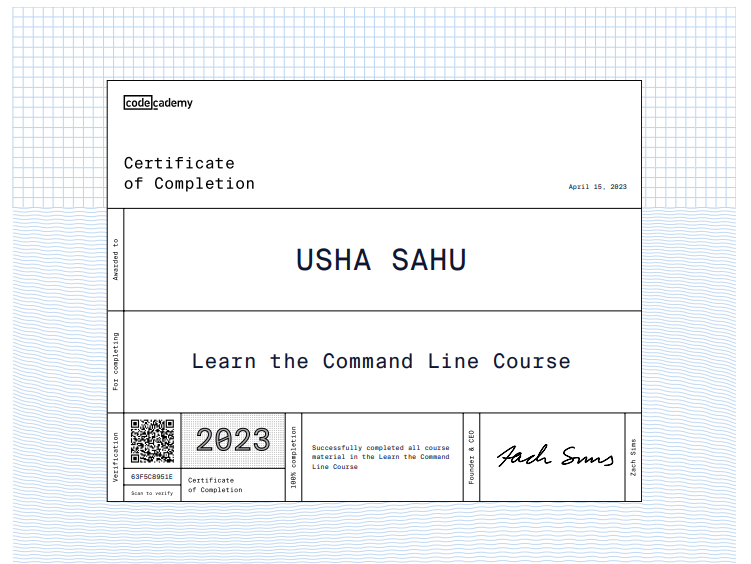 codecademy
Certificate
of Completion
April 15, 2023
Awarded to
USHA SAHU
For completing
Learn the Command Line Course
Verification
63F5C8951E
Scan to verify
2023
Certificate
of Completion
100% completion
Successfully completed all course
material in the Learn the Command
Line Course
Founder & CEO
Zach Sims
Zach Sims